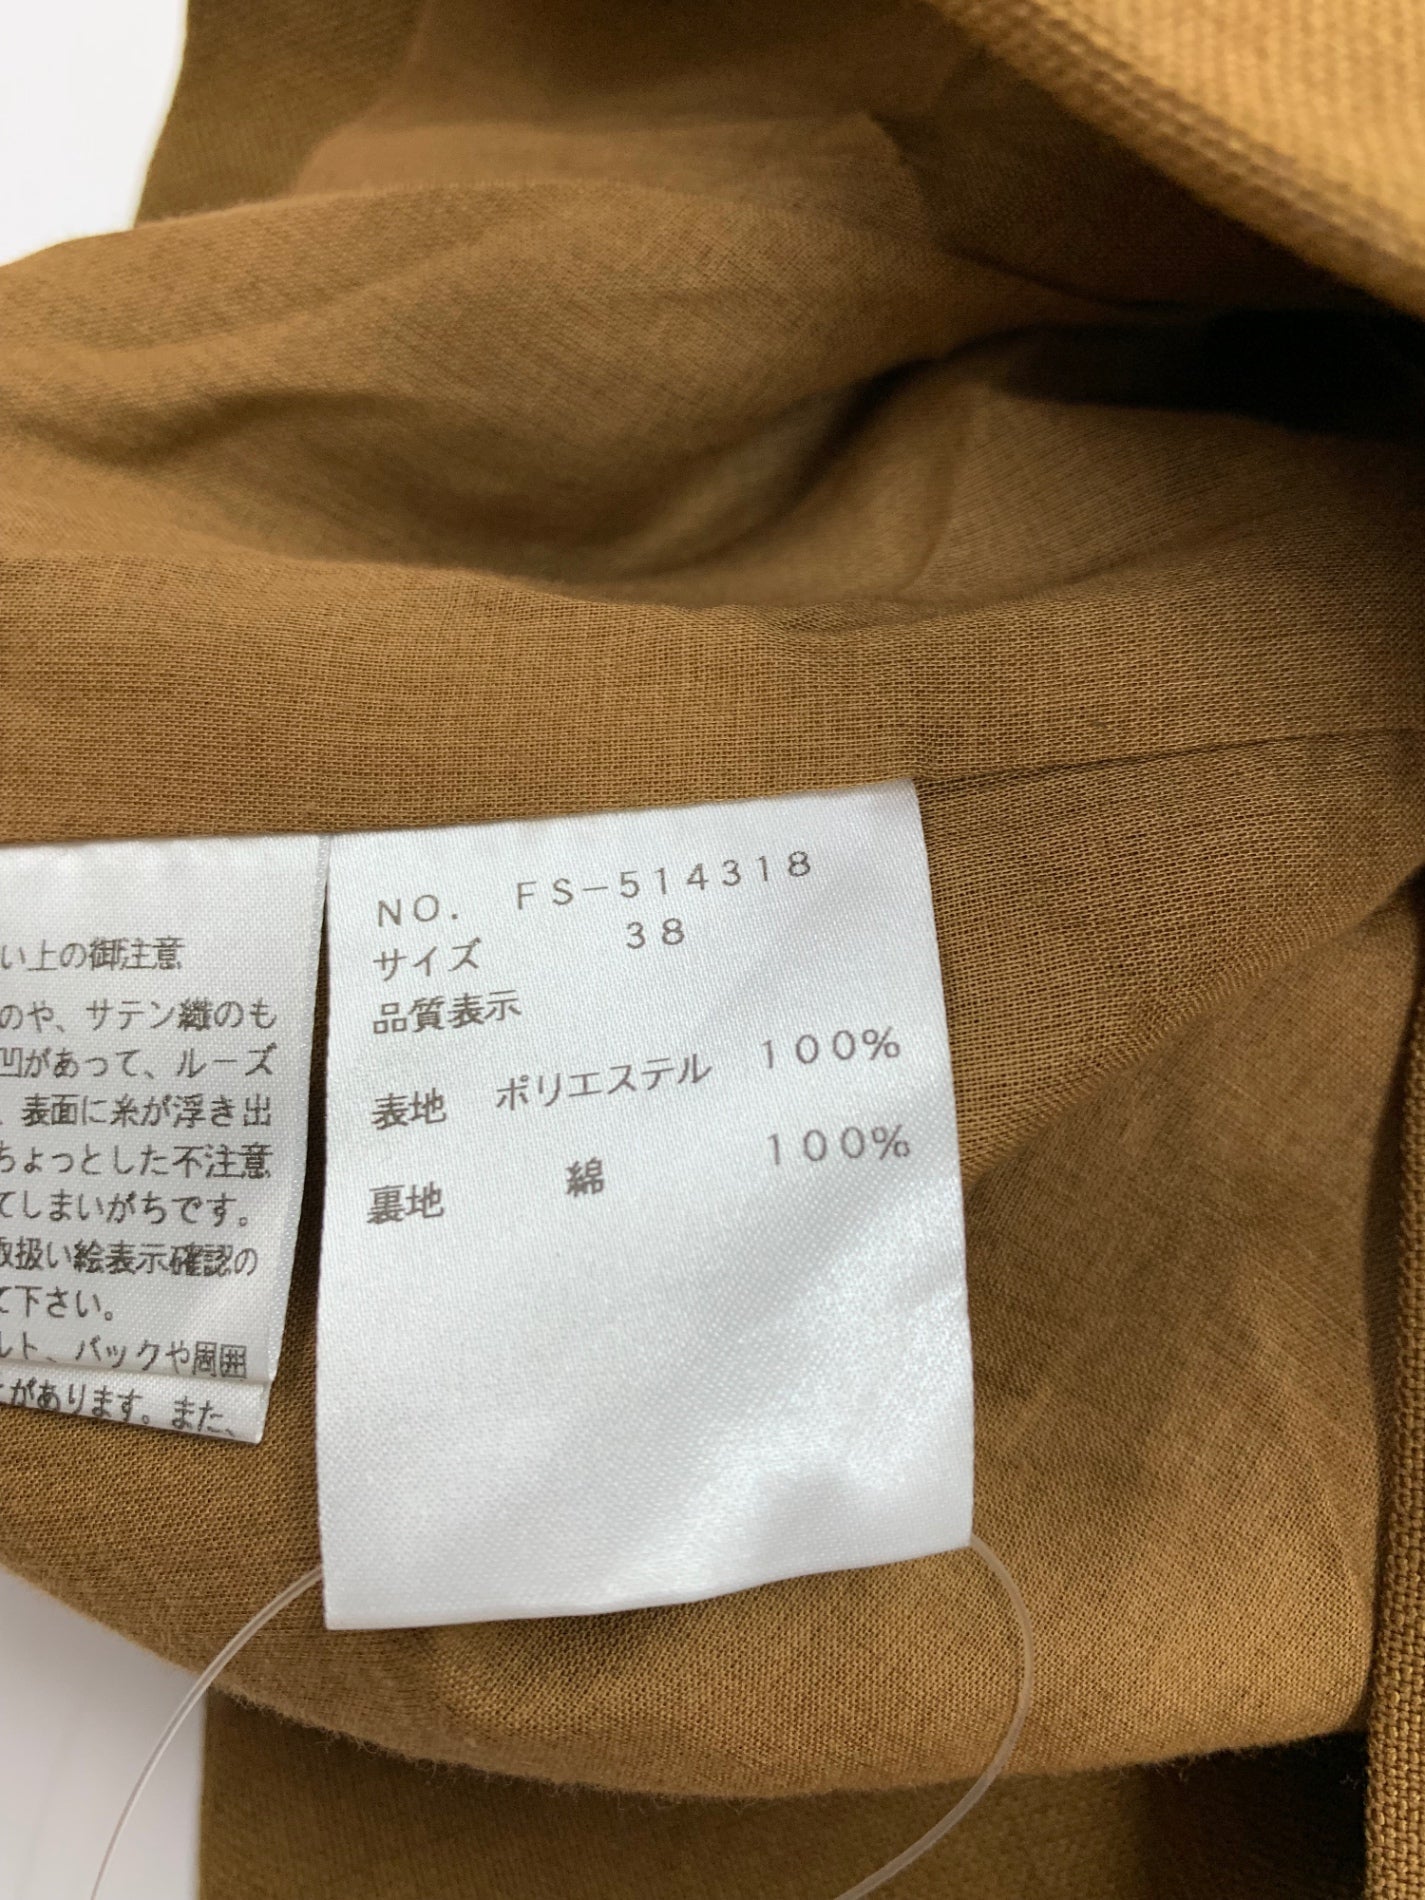 い上の御注意
のや、サテン織のも
凹があって、ルーズ
、表面に糸が浮き出
ちょっとした不注意
てしまいがちです。
取扱い絵表示確認の
て下さい。
ルト、バックや周囲
とがあります。また、
NO. FS-514318
サイズ 38
品質表示
表地 ポリエステル 100%
裏地 綿 100%